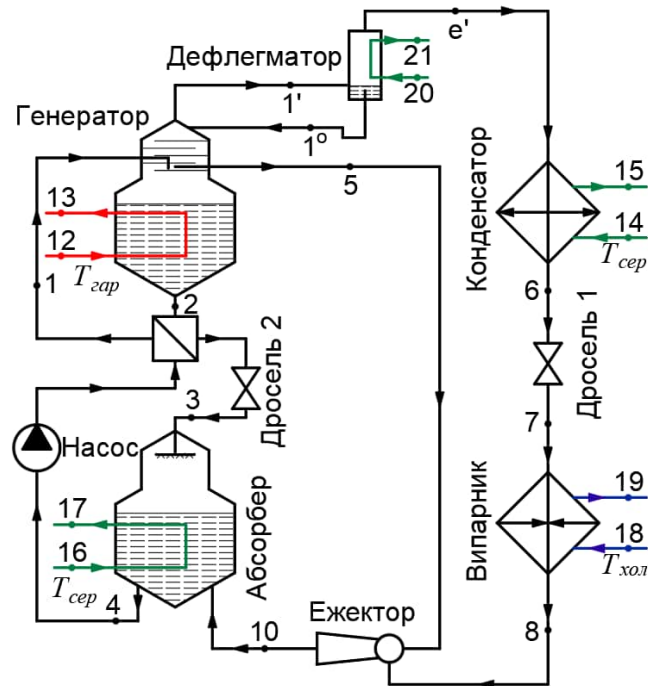 e'
Дефлегматор
21
20
1'
1°
Генератор
5
13
12
Tгар
1
2
15
14
Tсер
Конденсатор
6
Дросель 1
7
Дросель 2
3
Насос
17
16
Tсер
4
Абсорбер
19
18
Tхол
Випарник
8
Ежектор
10